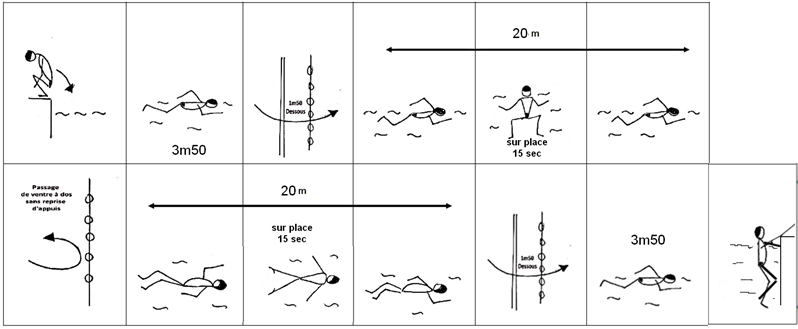 20 m
3m50
1m50
Dessous
sur place
15 sec
Passage
de ventre à dos
sans reprise
d'appuis
20 m
sur place
15 sec
1m50
Dessous
3m50